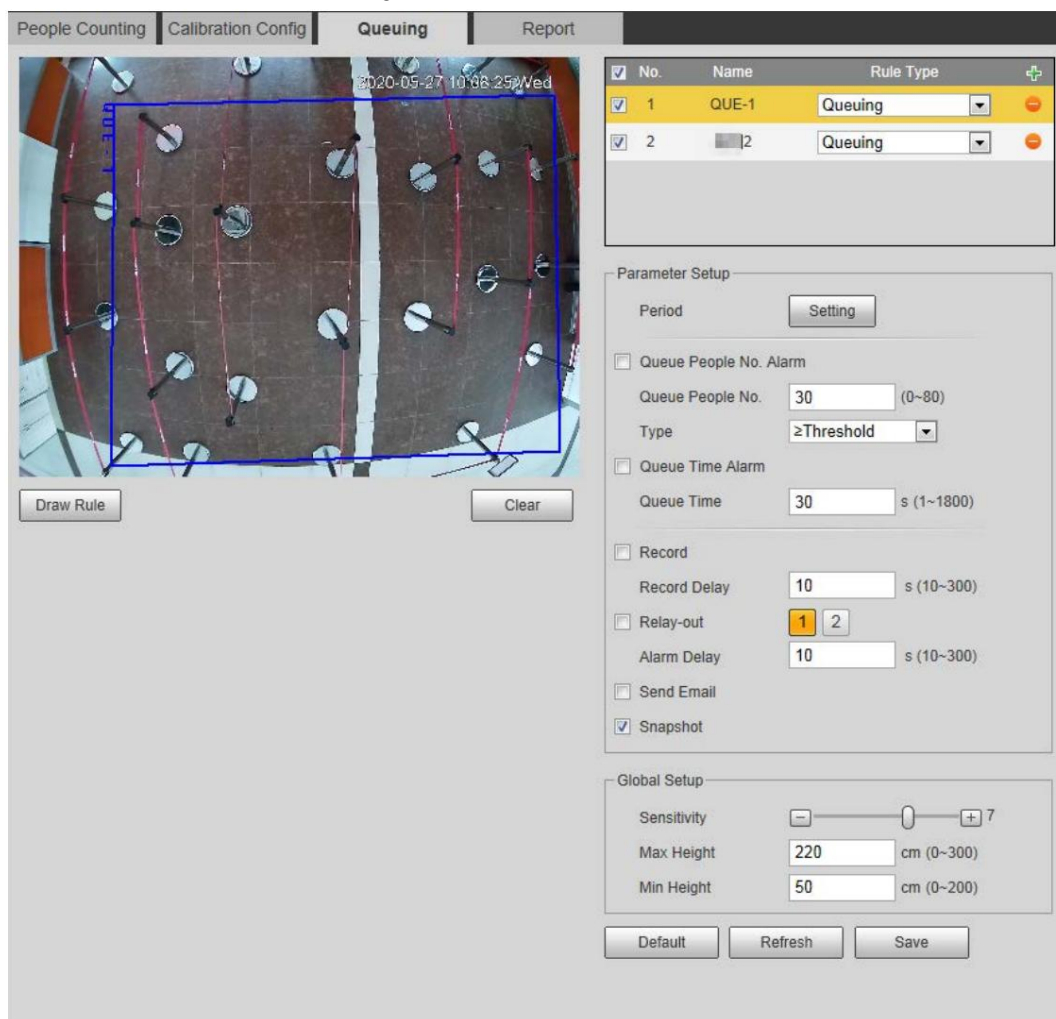 People Counting Calibration Config Queuing Report
2020-05-27 10:08:25 Wed
QUE-1
No. Name Rule Type
1 QUE-1 Queuing
2 2 Queuing
Parameter Setup
Period Setting
Queue People No. Alarm
Queue People No. 30 (0~80)
Type ≥Threshold
Queue Time Alarm
Queue Time 30 s (1~1800)
Draw Rule Clear
Record
Record Delay 10 s (10~300)
Relay-out 1 2
Alarm Delay 10 s (10~300)
Send Email
Snapshot
Global Setup
Sensitivity 7
Max Height 220 cm (0~300)
Min Height 50 cm (0~200)
Default Refresh Save